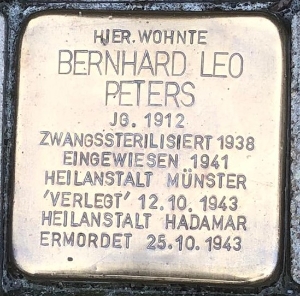 HIER WOHNTE
BERNHARD LEO
PETERS
JG. 1912
ZWANGSSTERILISIERT 1938
EINGEWIESEN 1941
HEILANSTALT MÜNSTER
'VERLEGT' 12.10.1943
HEILANSTALT HADAMAR
ERMORDET 25.10.1943